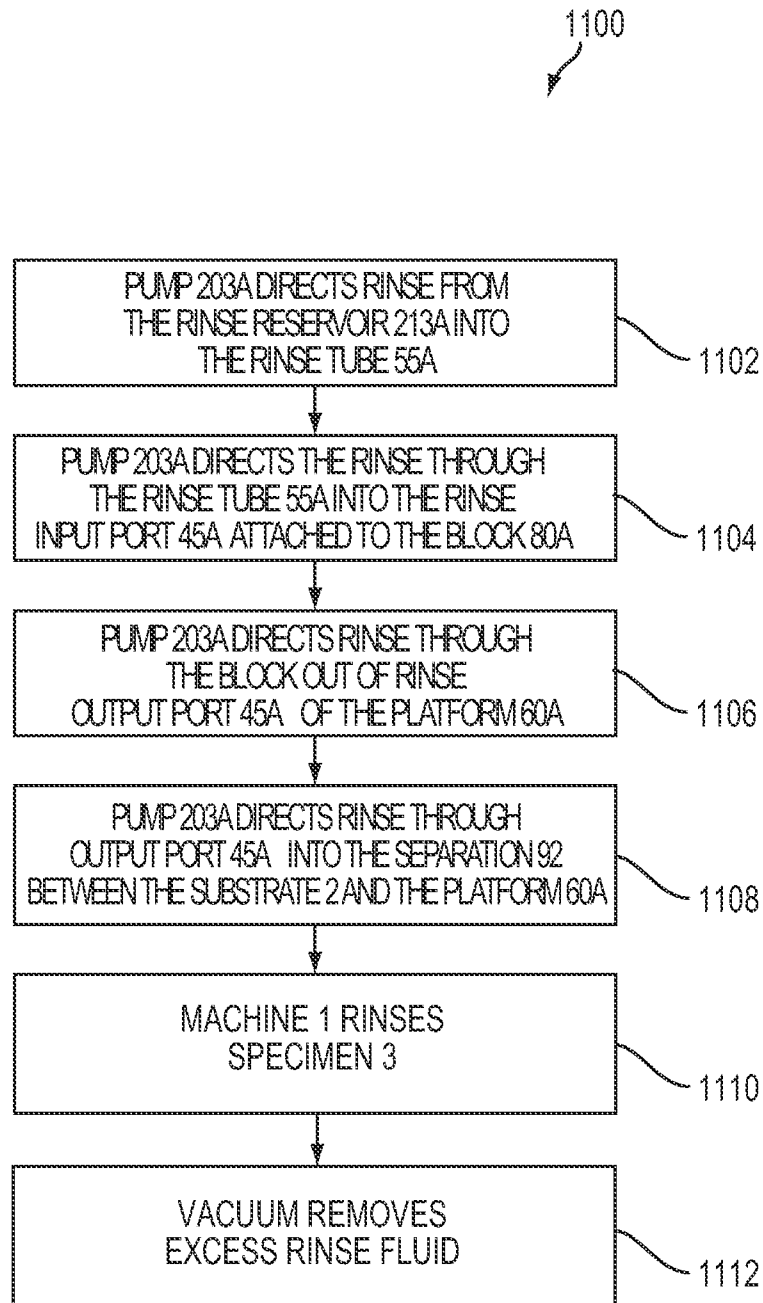 1100
PUMP 203A DIRECTS RINSE FROM
THE RINSE RESERVOIR 213A INTO
THE RINSE TUBE 55A
1102
PUMP 203A DIRECTS THE RINSE THROUGH
THE RINSE TUBE 55A INTO THE RINSE
INPUT PORT 45A ATTACHED TO THE BLOCK 80A
1104
PUMP 203A DIRECTS RINSE THROUGH
THE BLOCK OUT OF RINSE
OUTPUT PORT 45A OF THE PLATFORM 60A
1106
PUMP 203A DIRECTS RINSE THROUGH
OUTPUT PORT 45A INTO THE SEPARATION 92
BETWEEN THE SUBSTRATE 2 AND THE PLATFORM 60A
1108
MACHINE 1 RINSES
SPECIMEN 3
1110
VACUUM REMOVES
EXCESS RINSE FLUID
1112